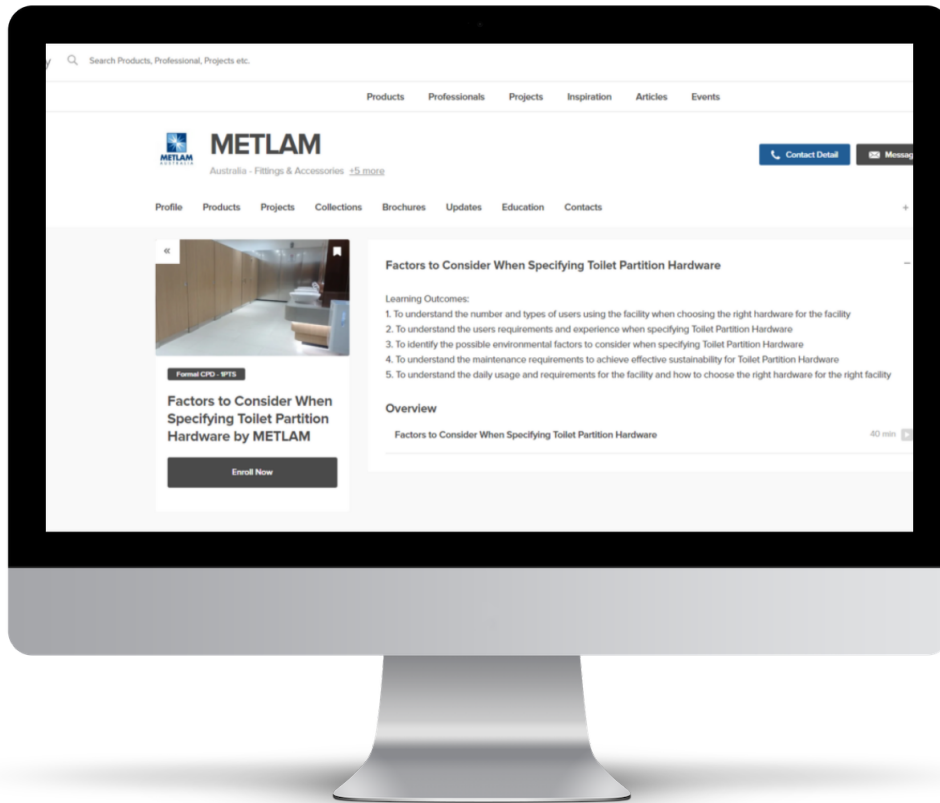 y
Search Products, Professional, Projects etc.
Products Professionals Projects Inspiration Articles Events
METLAM
AUSTRALIA
METLAM
Australia - Fittings & Accessories +5 more
Contact Detail
Messag
Profile Products Projects Collections Brochures Updates Education Contacts
Formal CPD - 1PTS
Factors to Consider When
Specifying Toilet Partition
Hardware by METLAM
Enroll Now
Factors to Consider When Specifying Toilet Partition Hardware
Learning Outcomes:
1. To understand the number and types of users using the facility when choosing the right hardware for the facility
2. To understand the users requirements and experience when specifying Toilet Partition Hardware
3. To identify the possible environmental factors to consider when specifying Toilet Partition Hardware
4. To understand the maintenance requirements to achieve effective sustainability for Toilet Partition Hardware
5. To understand the daily usage and requirements for the facility and how to choose the right hardware for the right facility
Overview
Factors to Consider When Specifying Toilet Partition Hardware 40 min